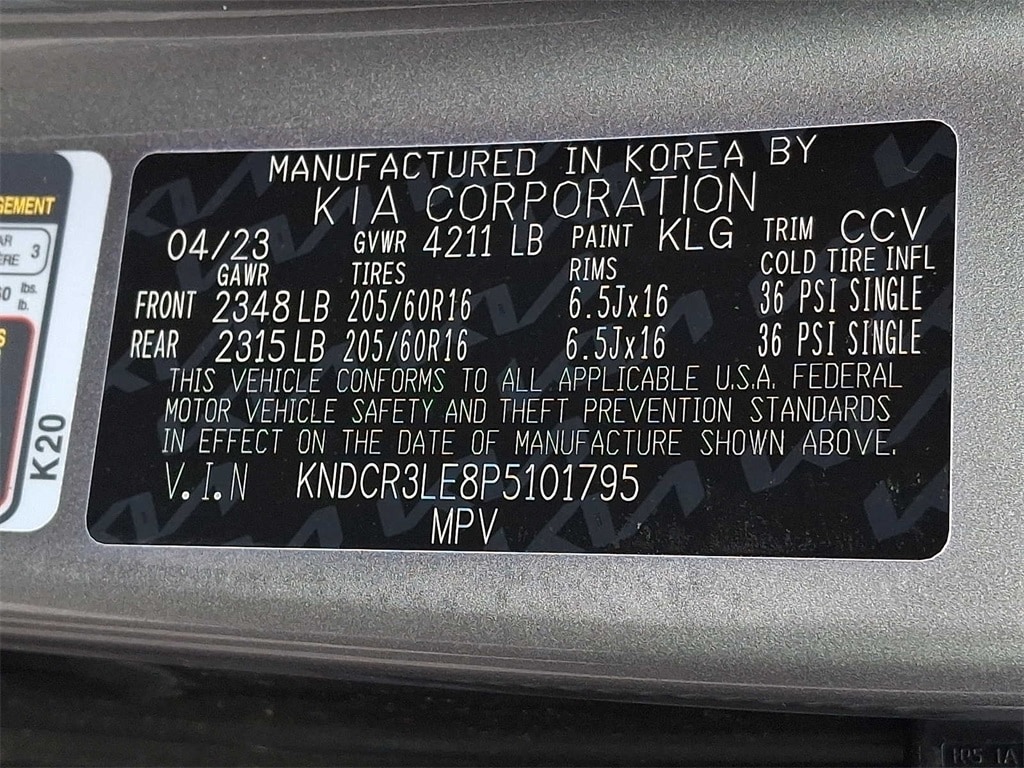 MANUFACTURED IN KOREA BY
KIA CORPORATION
04/23 GVWR 4211 LB PAINT KLG TRIM CCV
GAWR TIRES RIMS COLD TIRE INFL
FRONT 2348 LB 205/60R16 6.5Jx16 36 PSI SINGLE
REAR 2315 LB 205/60R16 6.5Jx16 36 PSI SINGLE
THIS VEHICLE CONFORMS TO ALL APPLICABLE U.S.A. FEDERAL
MOTOR VEHICLE SAFETY AND THEFT PREVENTION STANDARDS
IN EFFECT ON THE DATE OF MANUFACTURE SHOWN ABOVE.
V.I.N KNDCR3LE8P5101795
MPV
3
lbs.
lb.
K20